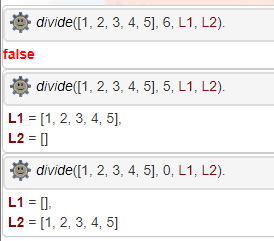 divide([1, 2, 3, 4, 5], 6, L1, L2).
false
divide([1, 2, 3, 4, 5], 5, L1, L2).
L1 = [1, 2, 3, 4, 5],
L2 = []
divide([1, 2, 3, 4, 5], 0, L1, L2).
L1 = [],
L2 = [1, 2, 3, 4, 5]